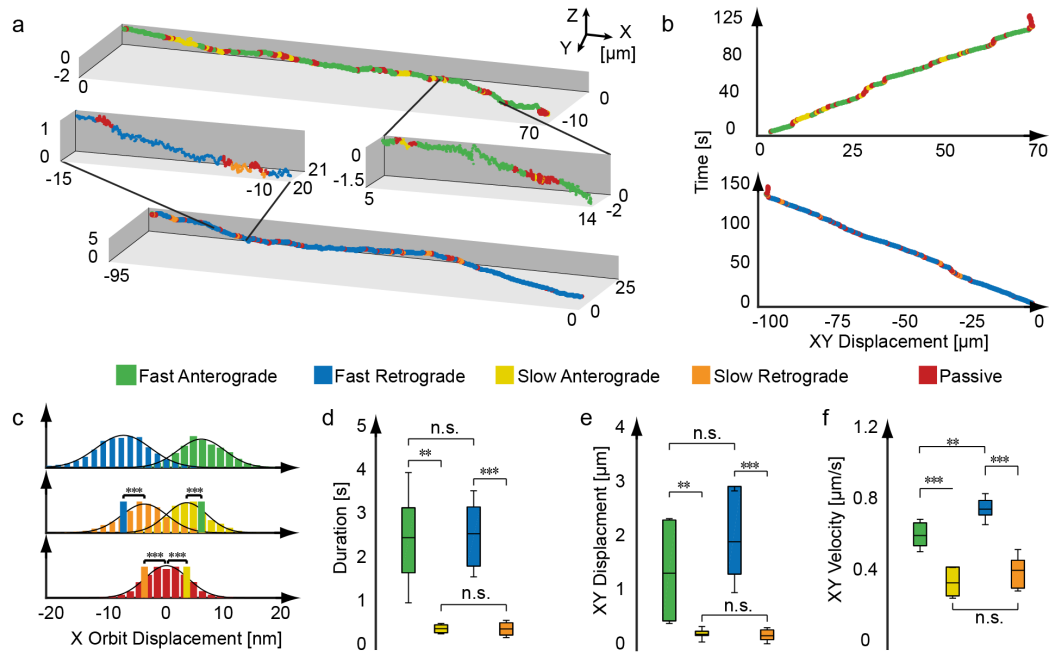 a
Z
X
Y
[µm]
0
-2
0
70
0
-10
1
0
-15
21
-10
20
0
-1.5
5
14
0
-2
5
0
-95
25
0
0
b
125
80
40
0
0
25
50
70
Time [s]
150
100
50
0
-100
-75
-50
-25
0
XY Displacement [µm]
Fast Anterograde
Fast Retrograde
Slow Anterograde
Slow Retrograde
Passive
c
***
***
***
***
-20
-10
0
10
20
X Orbit Displacement [nm]
d
5
4
3
2
1
0
Duration [s]
n.s.
**
***
n.s.
e
4
3
2
1
0
XY Displacment [µm]
n.s.
**
***
n.s.
f
1.2
0.8
0.4
0
XY Velocity [µm/s]
**
***
***
n.s.